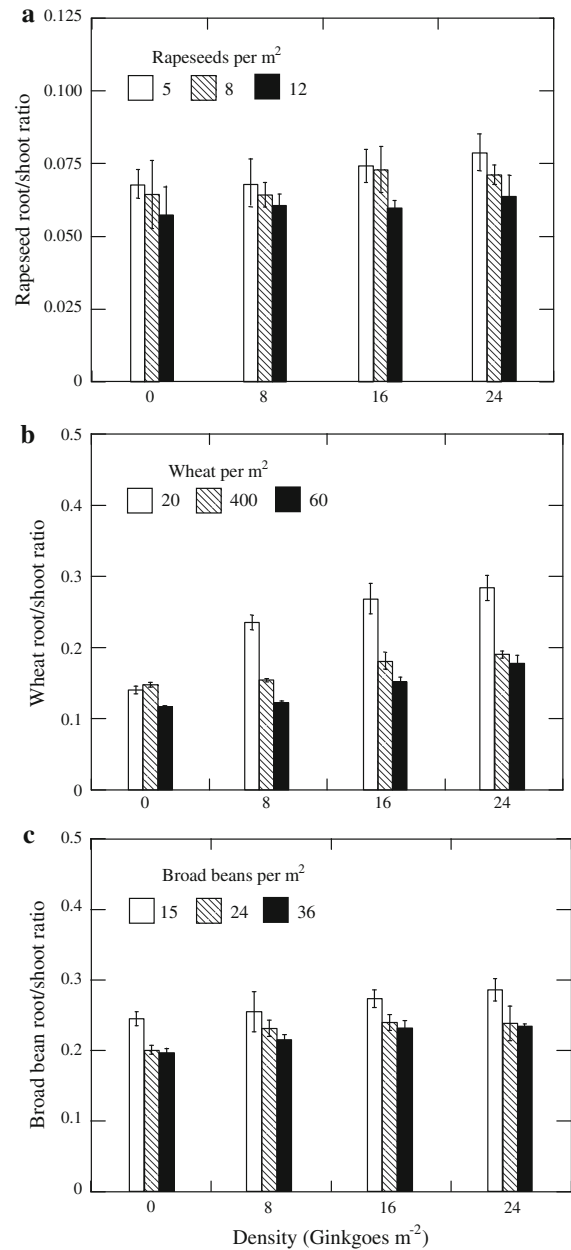 a
0.125
Rapeseeds per m²
5 8 12
0.100
0.075
0.050
0.025
0
Rapeseed root/shoot ratio
0 8 16 24
b
0.5
Wheat per m²
20 400 60
0.4
0.3
0.2
0.1
0
Wheat root/shoot ratio
0 8 16 24
c
0.5
Broad beans per m²
15 24 36
0.4
0.3
0.2
0.1
0
Broad bean root/shoot ratio
0 8 16 24
Density (Ginkgoes m⁻²)